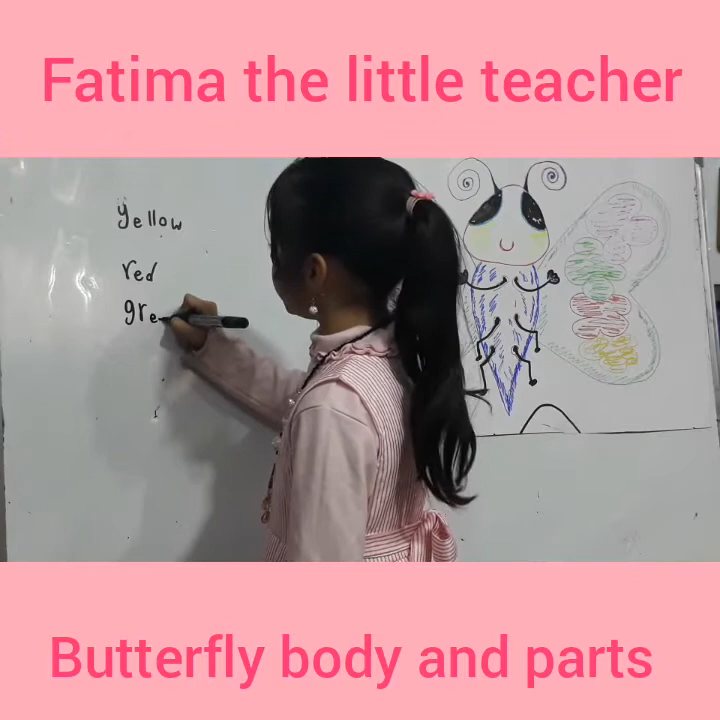 Fatima the little teacher
yellow
red
gre
Butterfly body and parts